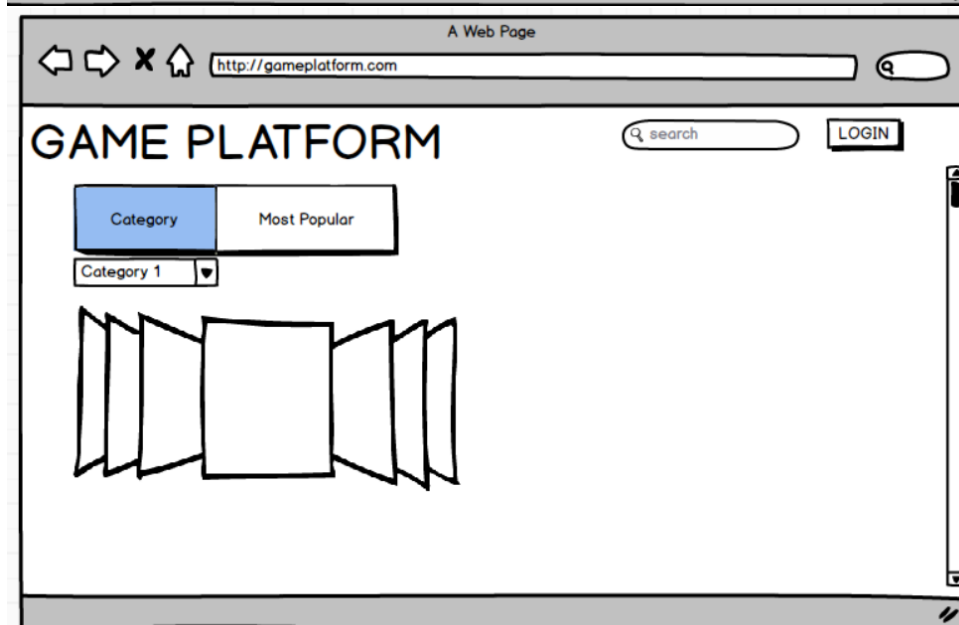 A Web Page
http://gameplatform.com
GAME PLATFORM
search
LOGIN
Category
Most Popular
Category 1